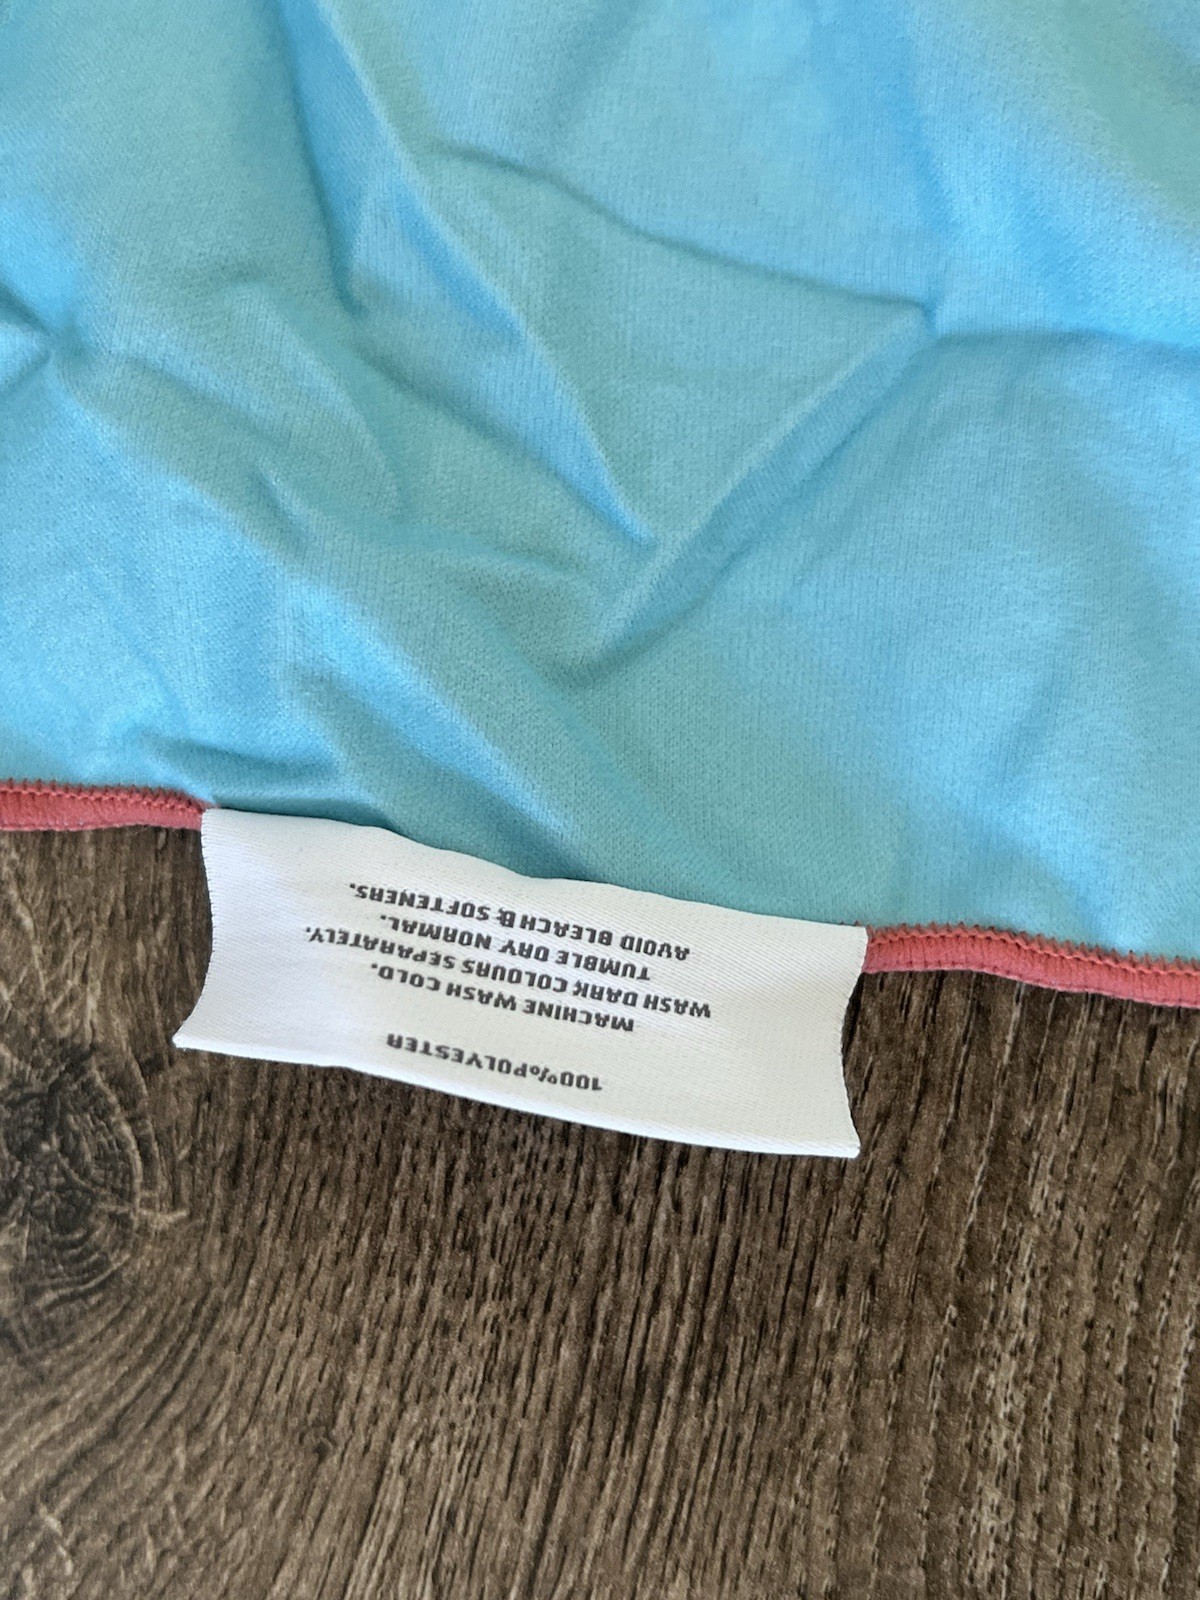 100%POLYESTER
MACHINE WASH COLD.
WASH DARK COLOURS SEPARATELY.
TUMBLE DRY NORMAL.
AVOID BLEACH& SOFTENERS.